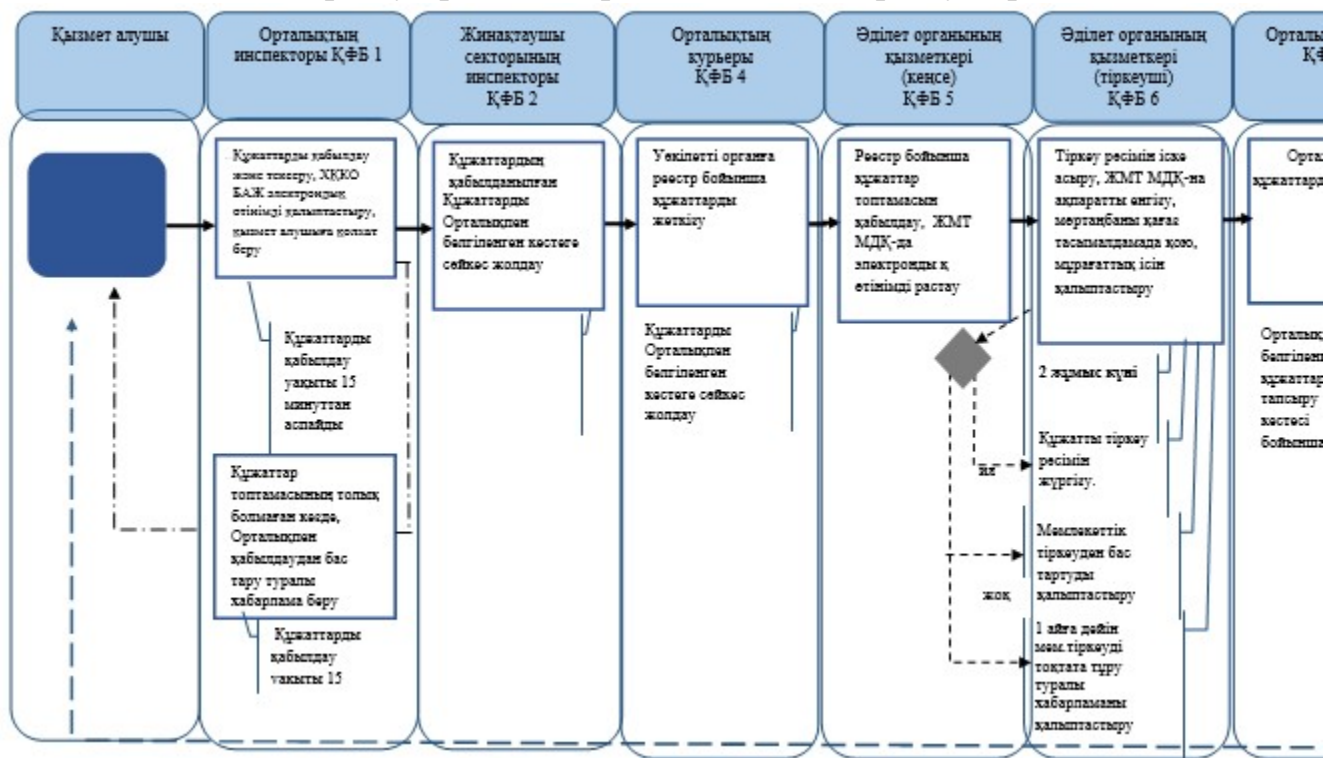 Қызмет алушы
Орталықтың
инспекторы ҚФБ 1
Жинақтаушы
секторының
инспекторы
ҚФБ 2
Орталықтың
курьеры
ҚФБ 4
Әділет органының
қызметкері
(кеңсе)
ҚФБ 5
Әділет органының
қызметкері
(тіркеуші)
ҚФБ 6
Құжаттарды қабылдау
және тексеру, ХҚКО
БАЖ электрондық
өтінімді қалыптастыру,
қызмет алушыға қолхат
беру
Құжаттарды
қабылдау
уақыты 15
минуттан
аспайды
Құжаттар
топтамасының толық
болмаған кезде,
Орталықпен
қабылдаудан бас
тару туралы
хабарлама беру
Құжаттарды
қабылдау
уақыты 15
Құжаттардың
қабылданылған
Құжаттарды
Орталықпен
белгіленген кестеге
сәйкес жолдау
Уәкілетті органға
реестр бойынша
құжаттарды
жеткізу
Құжаттарды
Орталықпен
белгіленген
кестеге сәйкес
жолдау
Реестр бойынша
құжаттар
топтамасын
қабылдау, ЖМТ
МДҚ-да
электронды қ
өтінімді растау
ия
жоқ
Тіркеу рәсімін іске
асыру, ЖМТ МДҚ-на
ақпаратты енгізу,
мөртаңбаны қағаз
тасымалдамада қою,
мұрағаттық ісін
қалыптастыру
2 жұмыс күні
Құжатты тіркеу
рәсімін
жүргізу.
Мемлекеттік
тіркеуден бас
тартуды
қалыптастыру
1 айға дейін
мем.тіркеуді
тоқтата тұру
туралы
хабарламаны
қалыптастыру
тапсыру
кестесі
бойынша